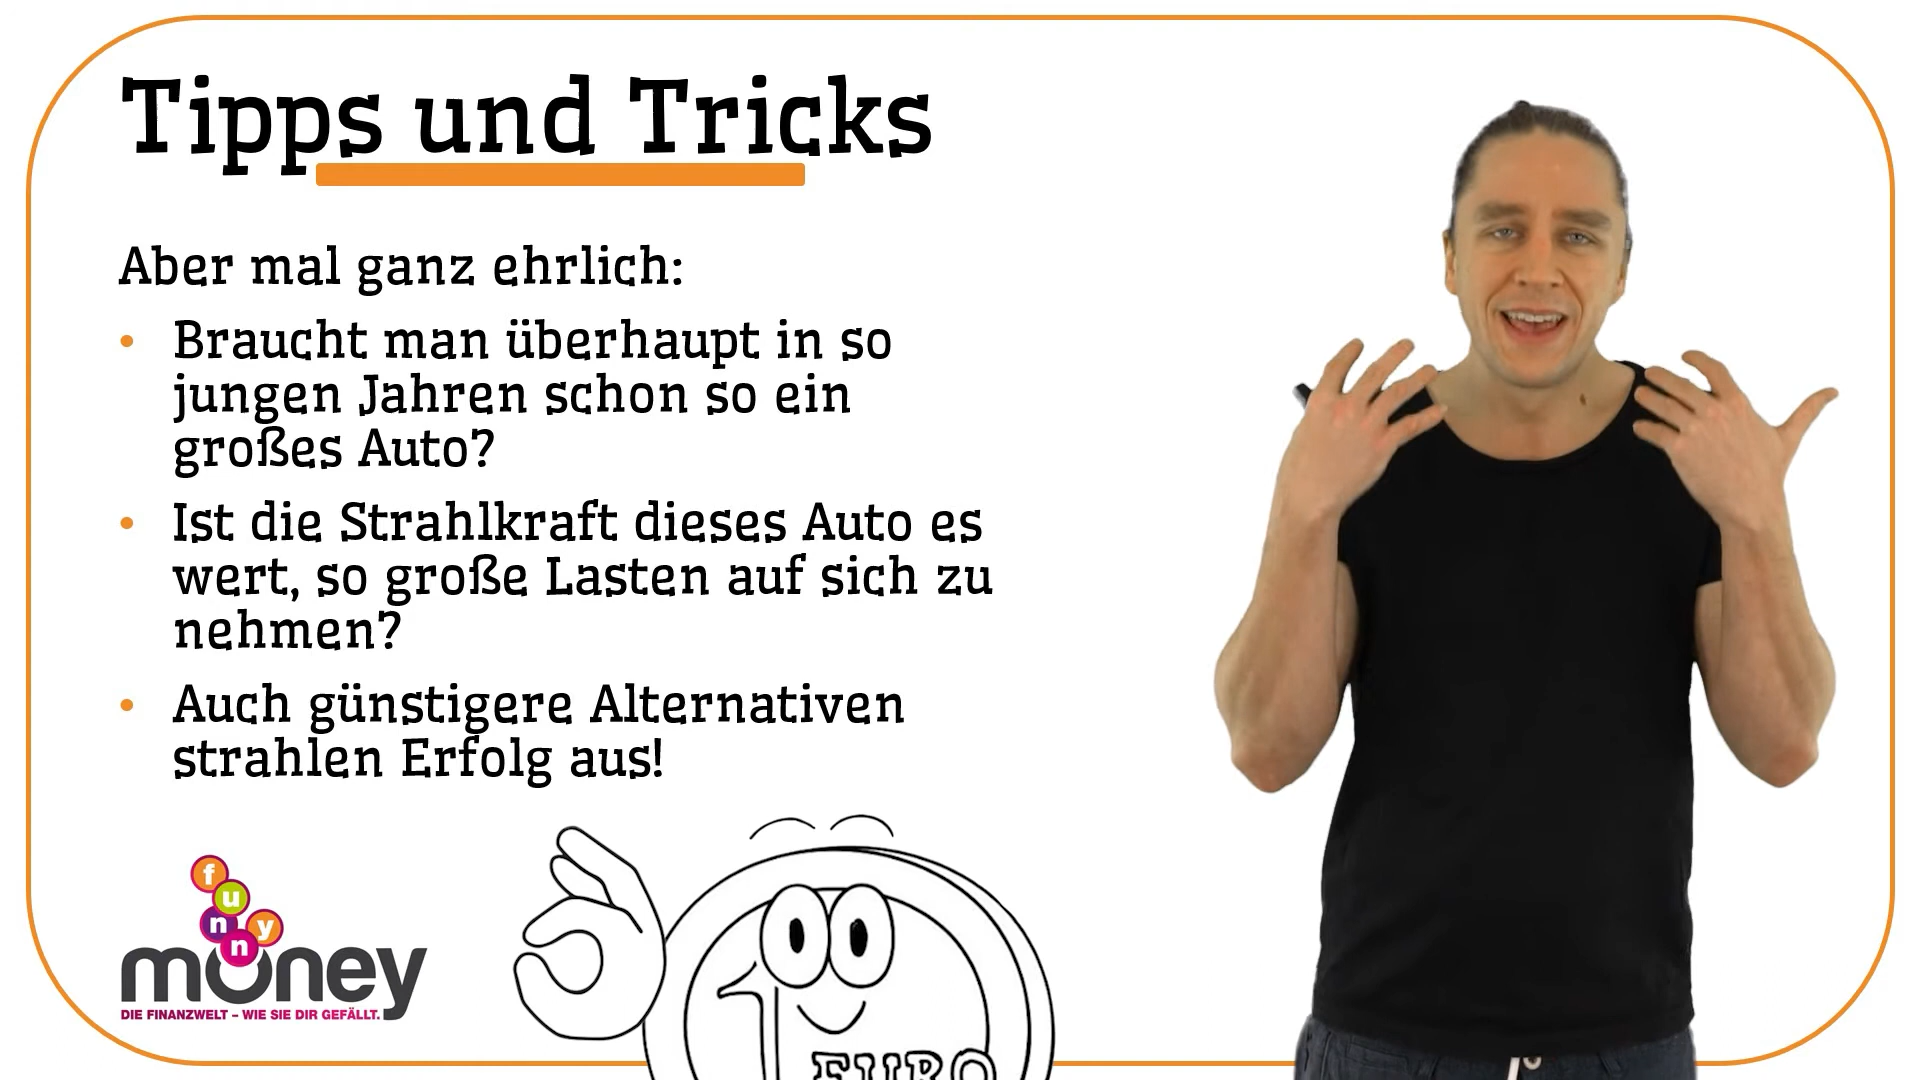 Tipps und Tricks
Aber mal ganz ehrlich:
• Braucht man überhaupt in so
jungen Jahren schon so ein
großes Auto?
• Ist die Strahlkraft dieses Auto es
wert, so große Lasten auf sich zu
nehmen?
• Auch günstigere Alternativen
strahlen Erfolg aus!
funny
money
DIE FINANZWELT – WIE SIE DIR GEFÄLLT.
1
EURO